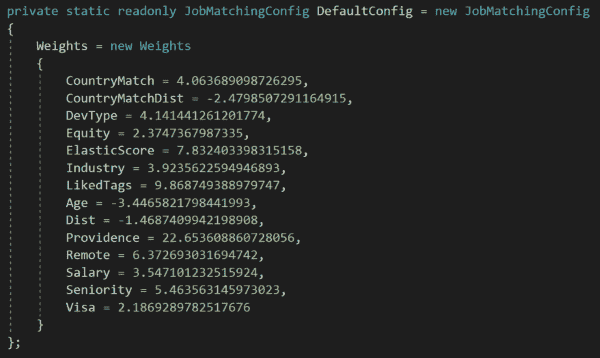 private static readonly JobMatchingConfig DefaultConfig = new JobMatchingConfig
{
Weights = new Weights
{
CountryMatch = 4.063689098726295,
CountryMatchDist = -2.4798507291164915,
DevType = 4.141441261201774,
Equity = 2.3747367987335,
ElasticScore = 7.832403398315158,
Industry = 3.9235622594946893,
LikedTags = 9.868749388979747,
Age = -3.4465821798441993,
Dist = -1.4687409942198908,
Providence = 22.653608860728056,
Remote = 6.372693031694742,
Salary = 3.547101232515924,
Seniority = 5.463563145973023,
Visa = 2.1869289782517676
}
};